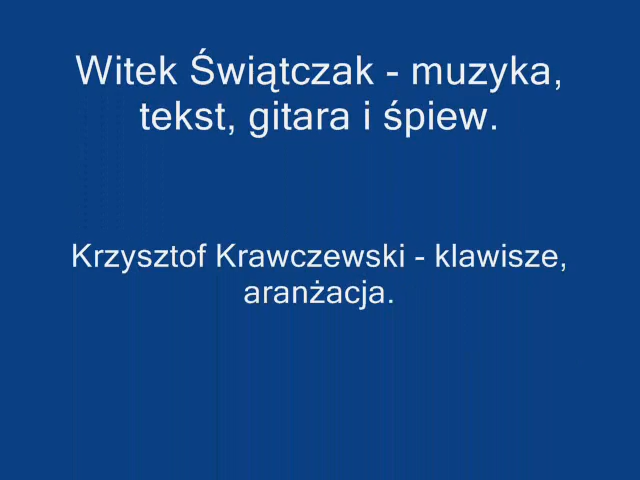 Witek Świątczak - muzyka,
tekst, gitara i śpiew.
Krzysztof Krawczewski - klawisze,
aranżacja.